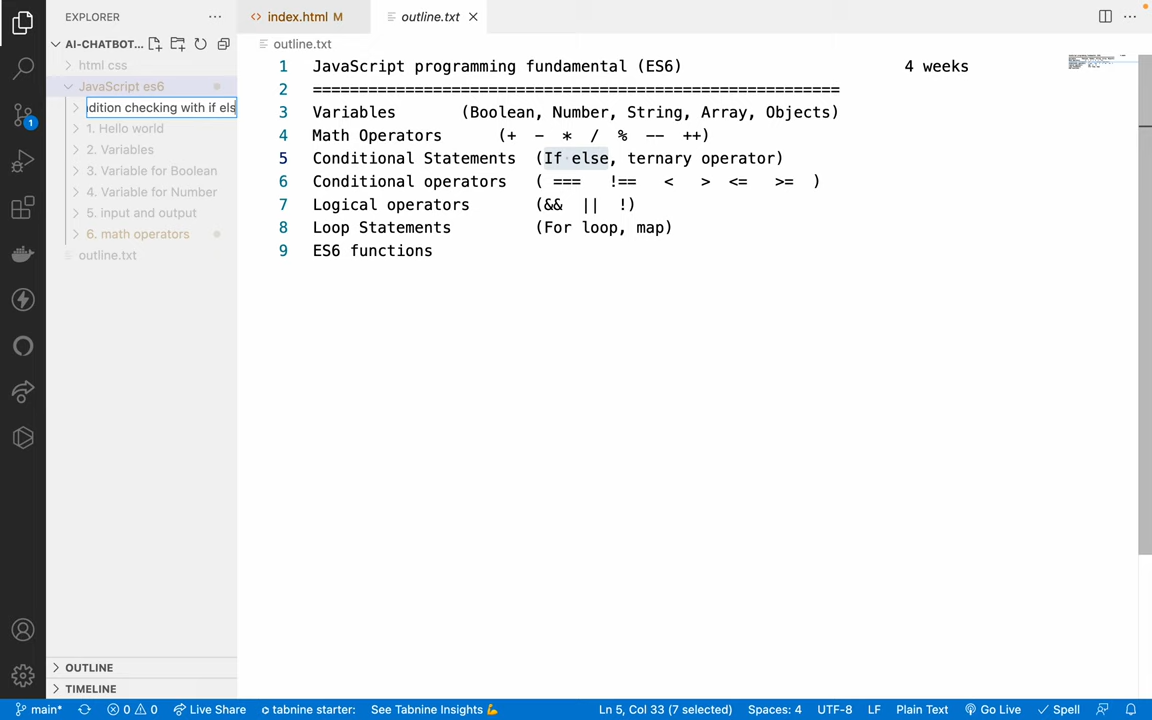 EXPLORER
AI-CHATBOT...
html css
JavaScript es6
dition checking with if els
1. Hello world
2. Variables
3. Variable for Boolean
4. Variable for Number
5. input and output
6. math operators
outline.txt
OUTLINE
TIMELINE
1
index.html M
outline.txt
outline.txt
1 JavaScript programming fundamental (ES6) 4 weeks
2 =========================================================
3 Variables (Boolean, Number, String, Array, Objects)
4 Math Operators (+ - * / % -- ++)
5 Conditional Statements (If else, ternary operator)
6 Conditional operators ( === !== < > <= >= )
7 Logical operators (&& || !)
8 Loop Statements (For loop, map)
9 ES6 functions
main* 0 0 Live Share tabnine starter: See Tabnine Insights 💪 Ln 5, Col 33 (7 selected) Spaces: 4 UTF-8 LF Plain Text Go Live Spell